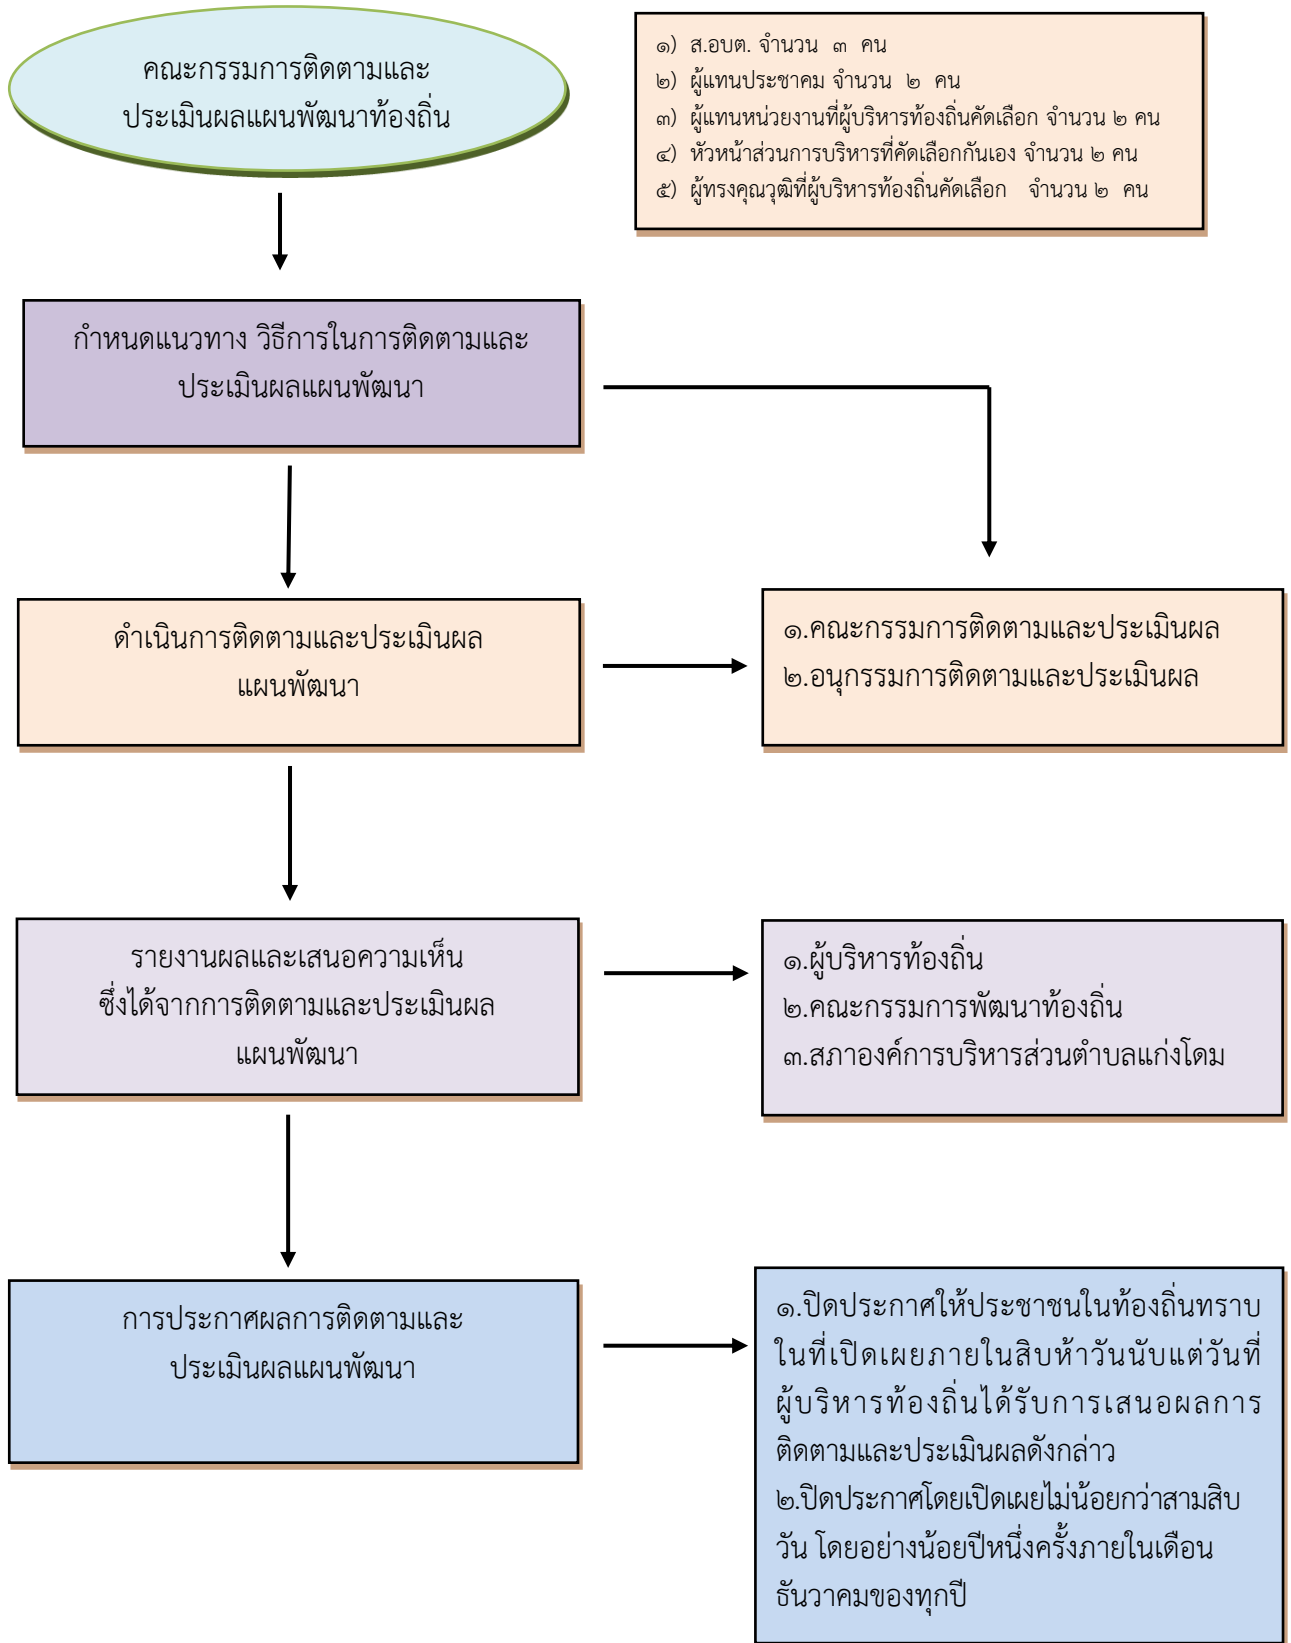 คณะกรรมการติดตามและ
ประเมินผลแผนพัฒนาท้องถิ่น
๑) ส.อบต. จำนวน ๓ คน
๒) ผู้แทนประชาคม จำนวน ๒ คน
๓) ผู้แทนหน่วยงานที่ผู้บริหารท้องถิ่นคัดเลือก จำนวน ๒ คน
๔) หัวหน้าส่วนการบริหารที่คัดเลือกกันเอง จำนวน ๒ คน
๕) ผู้ทรงคุณวุฒิที่ผู้บริหารท้องถิ่นคัดเลือก จำนวน ๒ คน
กำหนดแนวทาง วิธีการในการติดตามและ
ประเมินผลแผนพัฒนา
ดำเนินการติดตามและประเมินผล
แผนพัฒนา
๑.คณะกรรมการติดตามและประเมินผล
๒.อนุกรรมการติดตามและประเมินผล
รายงานผลและเสนอความเห็น
ซึ่งได้จากการติดตามและประเมินผล
แผนพัฒนา
๑.ผู้บริหารท้องถิ่น
๒.คณะกรรมการพัฒนาท้องถิ่น
๓.สภาองค์การบริหารส่วนตำบลแก่งโดม
การประกาศผลการติดตามและ
ประเมินผลแผนพัฒนา
๑.ปิดประกาศให้ประชาชนในท้องถิ่นทราบ
ในที่เปิดเผยภายในสิบห้าวันนับแต่วันที่
ผู้บริหารท้องถิ่นได้รับการเสนอผลการ
ติดตามและประเมินผลดังกล่าว
๒.ปิดประกาศโดยเปิดเผยไม่น้อยกว่าสามสิบ
วัน โดยอย่างน้อยปีหนึ่งครั้งภายในเดือน
ธันวาคมของทุกปี